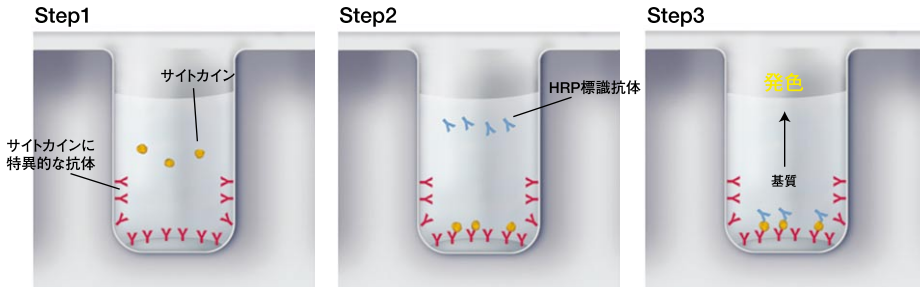 Step1
サイトカイン
サイトカインに
特異的な抗体
Step2
HRP標識抗体
Step3
発色
基質